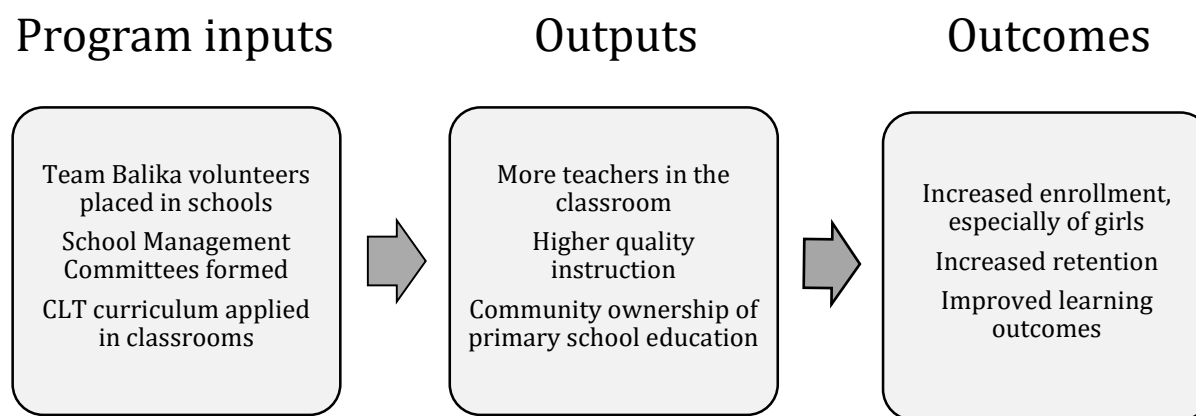 Program inputs
Outputs
Outcomes
Team Balika volunteers
placed in schools
School Management
Committees formed
CLT curriculum applied
in classrooms
More teachers in the
classroom
Higher quality
instruction
Community ownership of
primary school education
Increased enrollment,
especially of girls
Increased retention
Improved learning
outcomes